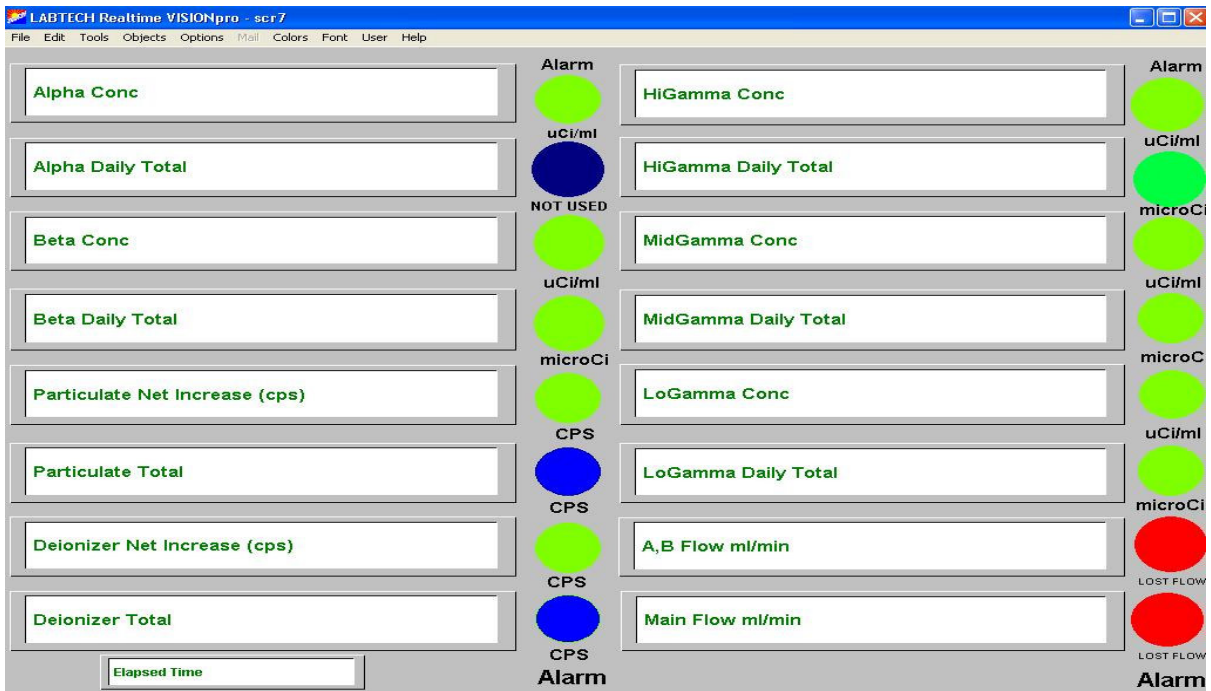 LABTECH Realtime VISIONpro - scr7
File Edit Tools Objects Options Mail Colors Font User Help
Alarm
Alarm
Alpha Conc
HiGamma Conc
uCi/ml
uCi/ml
Alpha Daily Total
HiGamma Daily Total
NOT USED
microCi
Beta Conc
MidGamma Conc
uCi/ml
uCi/ml
Beta Daily Total
MidGamma Daily Total
microCi
microC
Particulate Net Increase (cps)
LoGamma Conc
CPS
uCi/ml
Particulate Total
LoGamma Daily Total
CPS
microCi
Deionizer Net Increase (cps)
A,B Flow ml/min
CPS
LOST FLOW
Deionizer Total
Main Flow ml/min
CPS
LOST FLOW
Elapsed Time
Alarm
Alarm